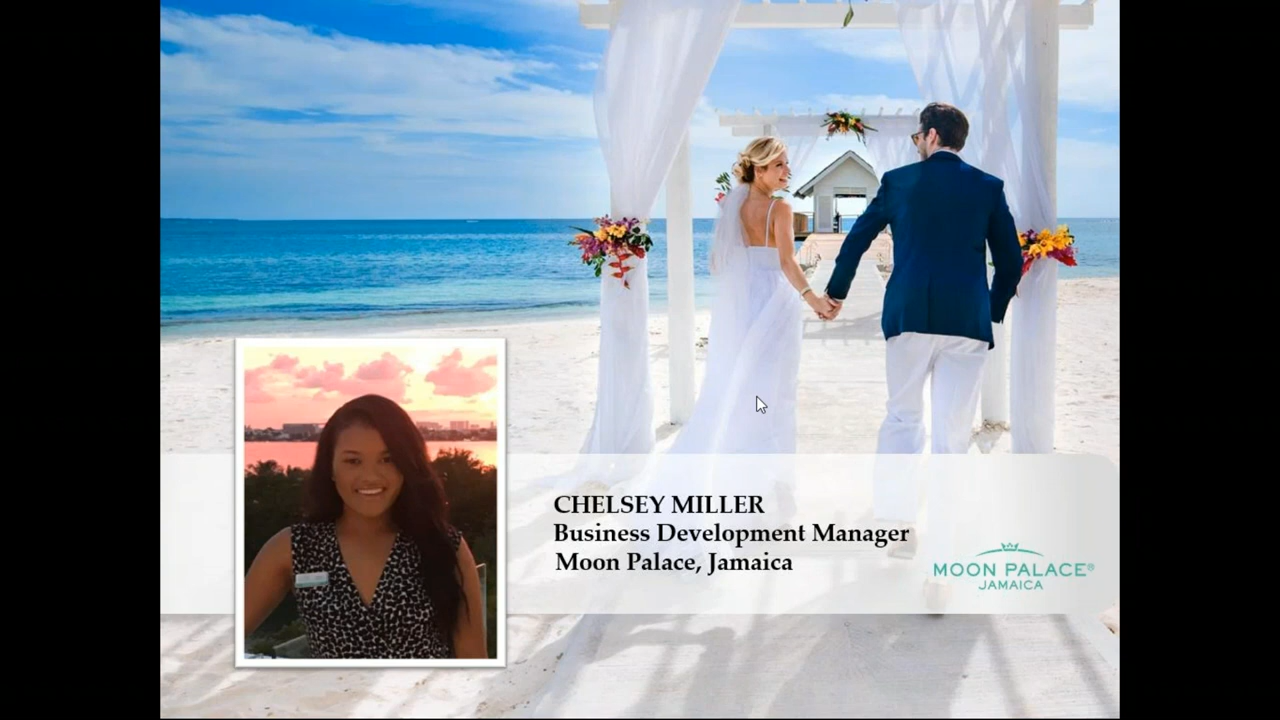 CHELSEY MILLER
Business Development Manager
Moon Palace, Jamaica
MOON PALACE®
JAMAICA